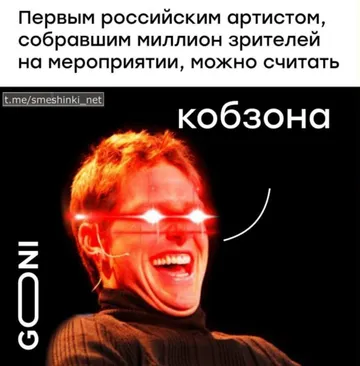 Первым российским артистом,
собравшим миллион зрителей
на мероприятии, можно считать
t.me/smeshinki_net
кобзона
GONI